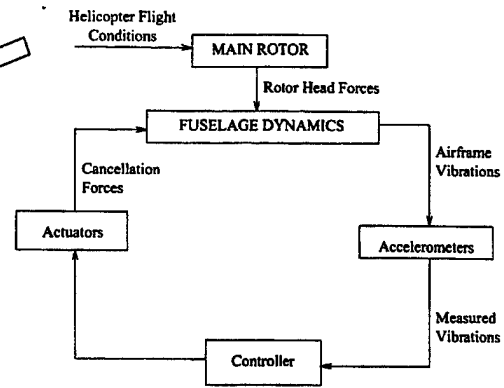 Helicopter Flight
Conditions
MAIN ROTOR
Rotor Head Forces
FUSELAGE DYNAMICS
Airframe
Vibrations
Cancellation
Forces
Actuators
Accelerometers
Measured
Vibrations
Controller